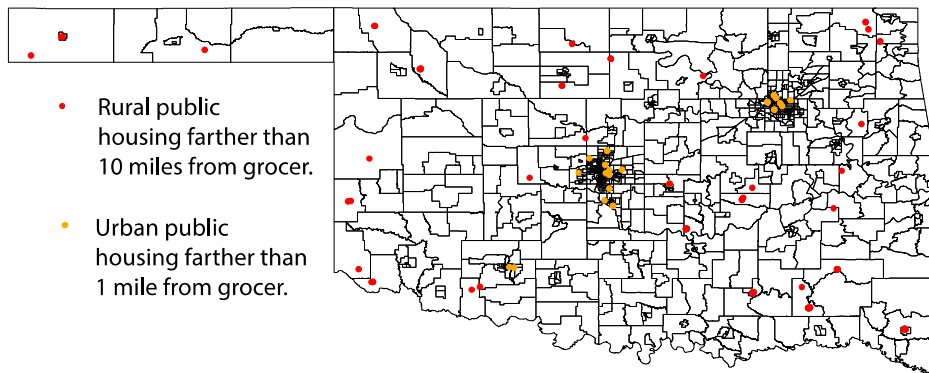 Rural public
housing farther than
10 miles from grocer.
Urban public
housing farther than
1 mile from grocer.